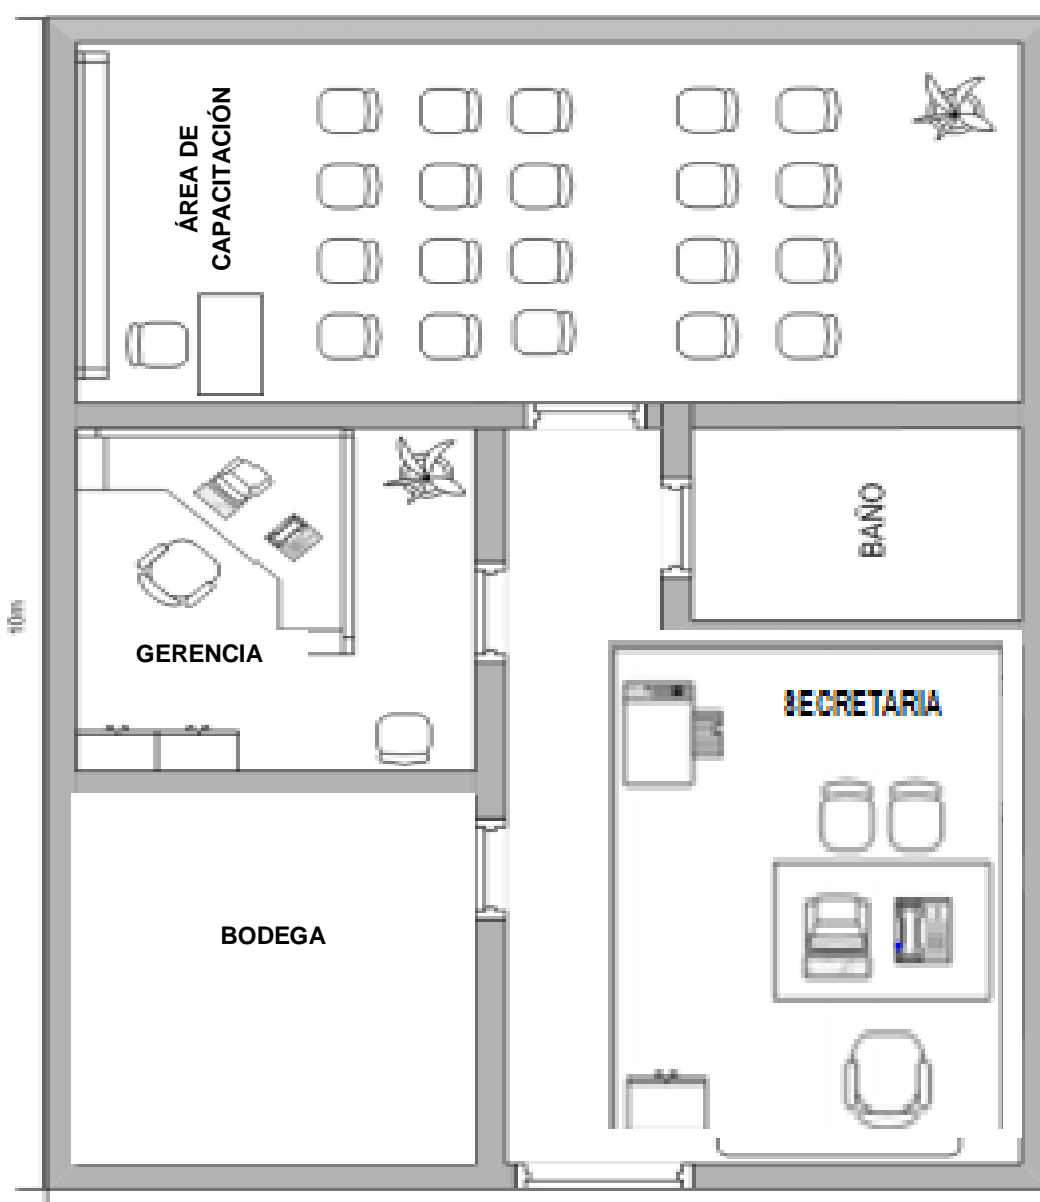 ÁREA DE
CAPACITACIÓN
BAÑO
10m
GERENCIA
SECRETARIA
BODEGA